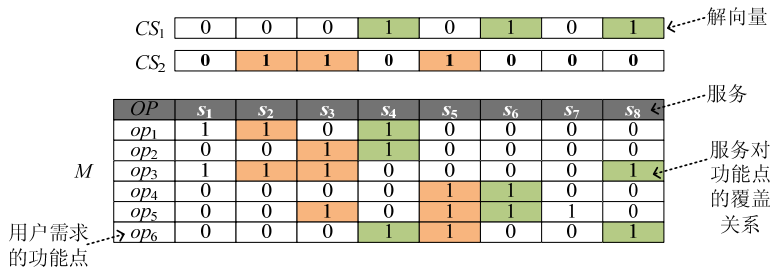 CS1 0 0 0 1 0 1 0 1
解向量
CS2 0 1 1 0 1 0 0 0
OP s1 s2 s3 s4 s5 s6 s7 s8
服务
op1 1 1 0 1 0 0 0 0
op2 0 0 1 1 0 0 0 0
M
op3 1 1 1 0 0 0 0 1
op4 0 0 0 0 1 1 0 0
op5 0 0 1 0 1 1 1 0
op6 0 0 0 1 1 0 0 1
服务对
功能点
的覆盖
关系
用户需求
的功能点